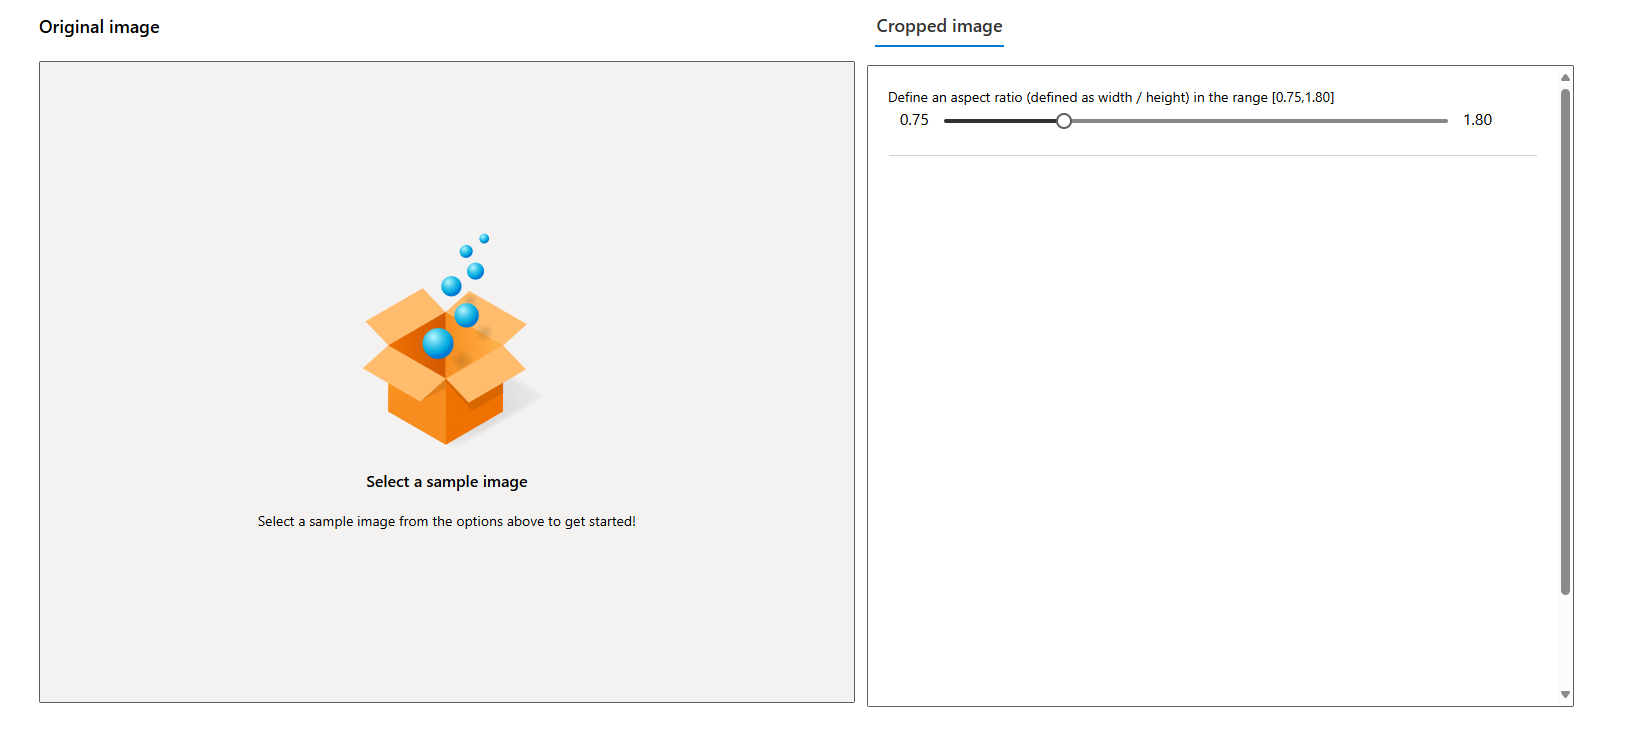 Original image
Cropped image
Define an aspect ratio (defined as width / height) in the range [0.75,1.80]
0.75
1.80
Select a sample image
Select a sample image from the options above to get started!